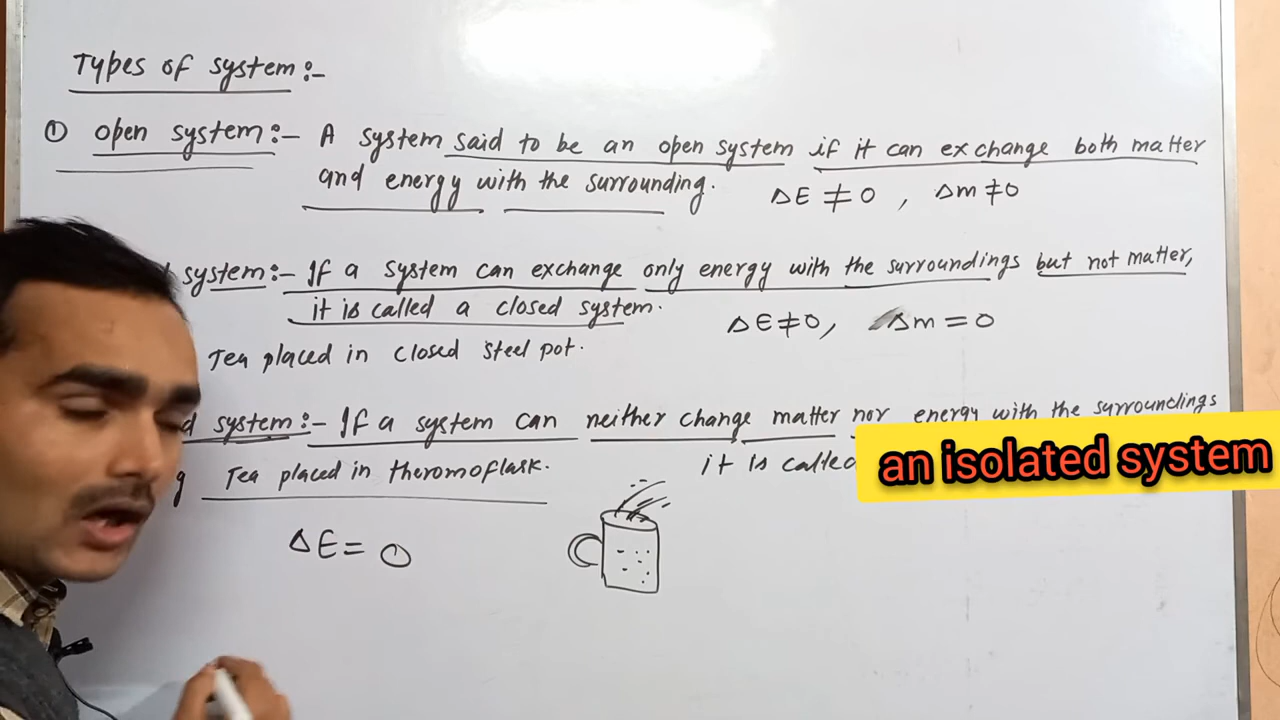 Types of system:-
① open system:- A system said to be an open system if it can exchange both matter
and energy with the surrounding. ΔE ≠ 0 , Δm ≠ 0
system:- If a system can exchange only energy with the surroundings but not matter,
it is called a closed system. ΔE ≠ 0, Δm = 0
Tea placed in closed steel pot.
d system:- If a system can neither change matter nor energy with the surroundings
g Tea placed in theromoflask. it is called an isolated system
ΔE = 0